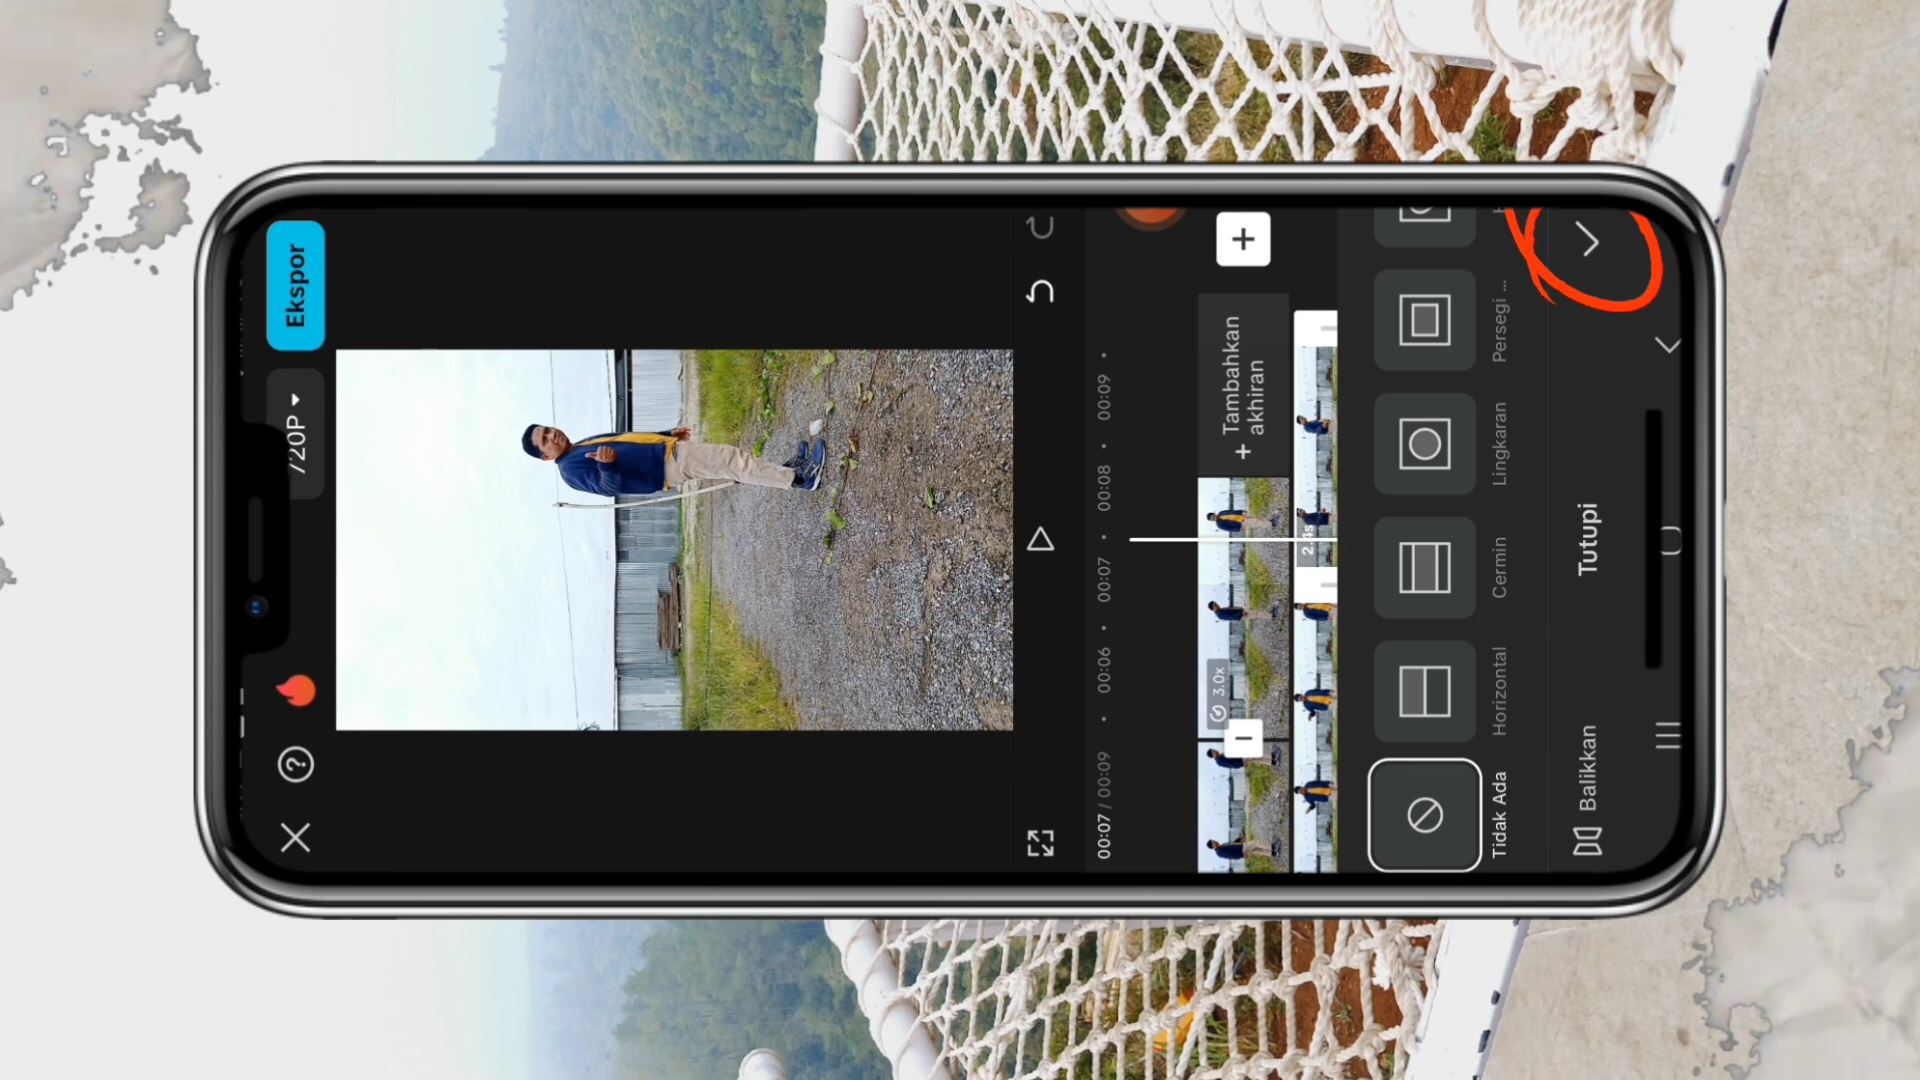 720P
Ekspor
00:07 / 00:09
00:06
00:07
00:08
00:09
3.0x
+ Tambahkan
akhiran
Tidak Ada
Horizontal
Cermin
Lingkaran
Persegi ...
Balikkan
Tutupi